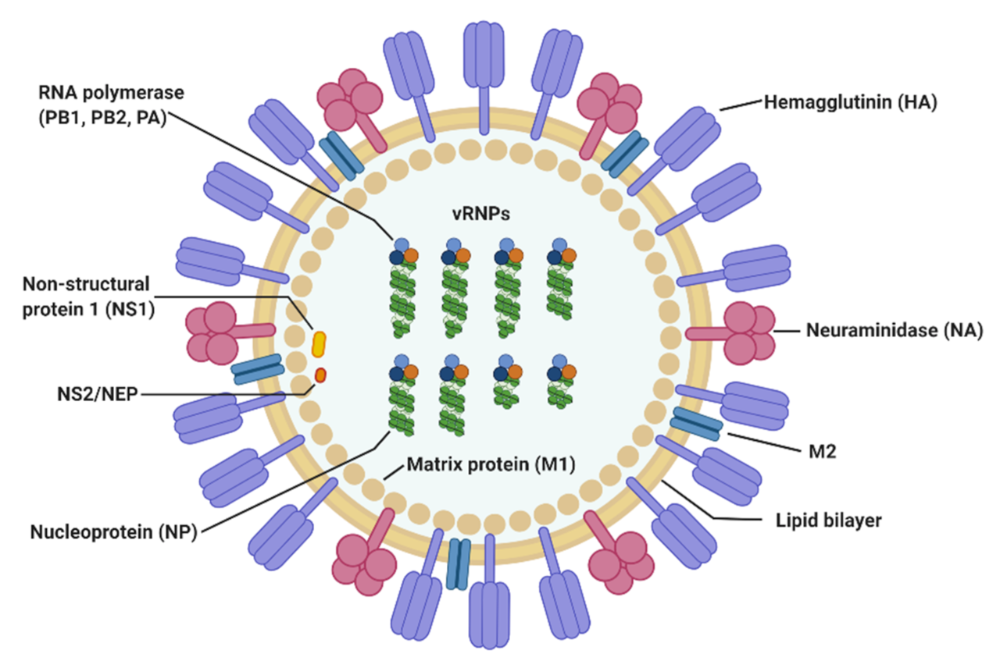 RNA polymerase
(PB1, PB2, PA)
Hemagglutinin (HA)
vRNPs
Non-structural
protein 1 (NS1)
Neuraminidase (NA)
NS2/NEP
M2
Matrix protein (M1)
Lipid bilayer
Nucleoprotein (NP)